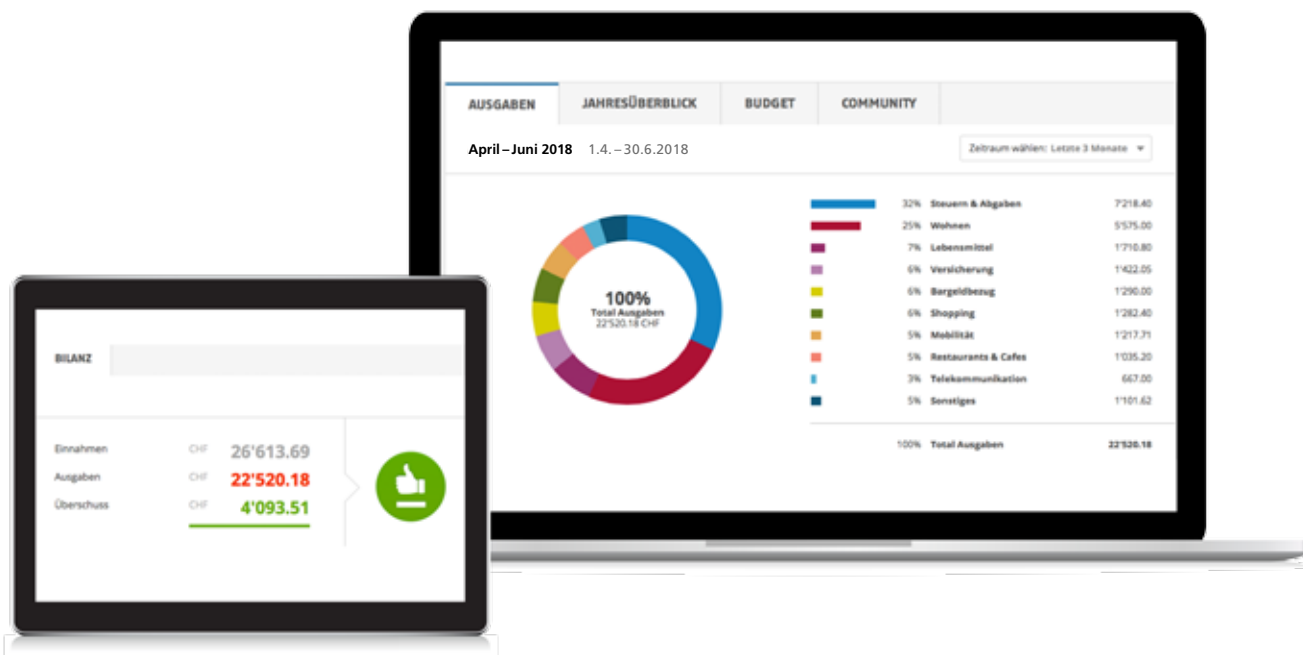 AUSGABEN JAHRESÜBERBLICK BUDGET COMMUNITY
April – Juni 2018 1.4. – 30.6.2018 Zeitraum wählen: Letzte 3 Monate
100%
Total Ausgaben
22'520.18 CHF
32% Steuern & Abgaben 7'218.40
25% Wohnen 5'575.00
7% Lebensmittel 1'710.80
6% Versicherung 1'422.05
6% Bargeldbezug 1'290.00
6% Shopping 1'282.40
5% Mobilität 1'217.71
5% Restaurants & Cafes 1'035.20
3% Telekommunikation 667.00
5% Sonstiges 1'101.62
100% Total Ausgaben 22'520.18
BILANZ
Einnahmen CHF 26'613.69
Ausgaben CHF 22'520.18
Überschuss CHF 4'093.51